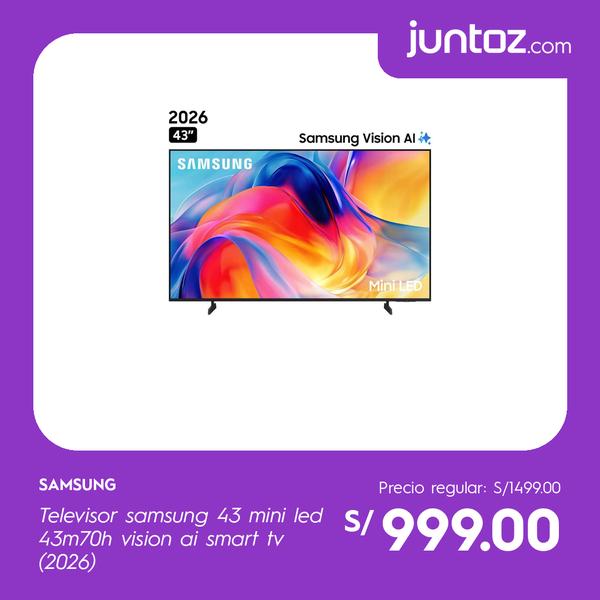 juntoz.com
2026
43"
Samsung Vision AI
SAMSUNG
Mini LED
SAMSUNG
Televisor samsung 43 mini led
43m70h vision ai smart tv
(2026)
Precio regular: S/1499.00
S/ 999.00